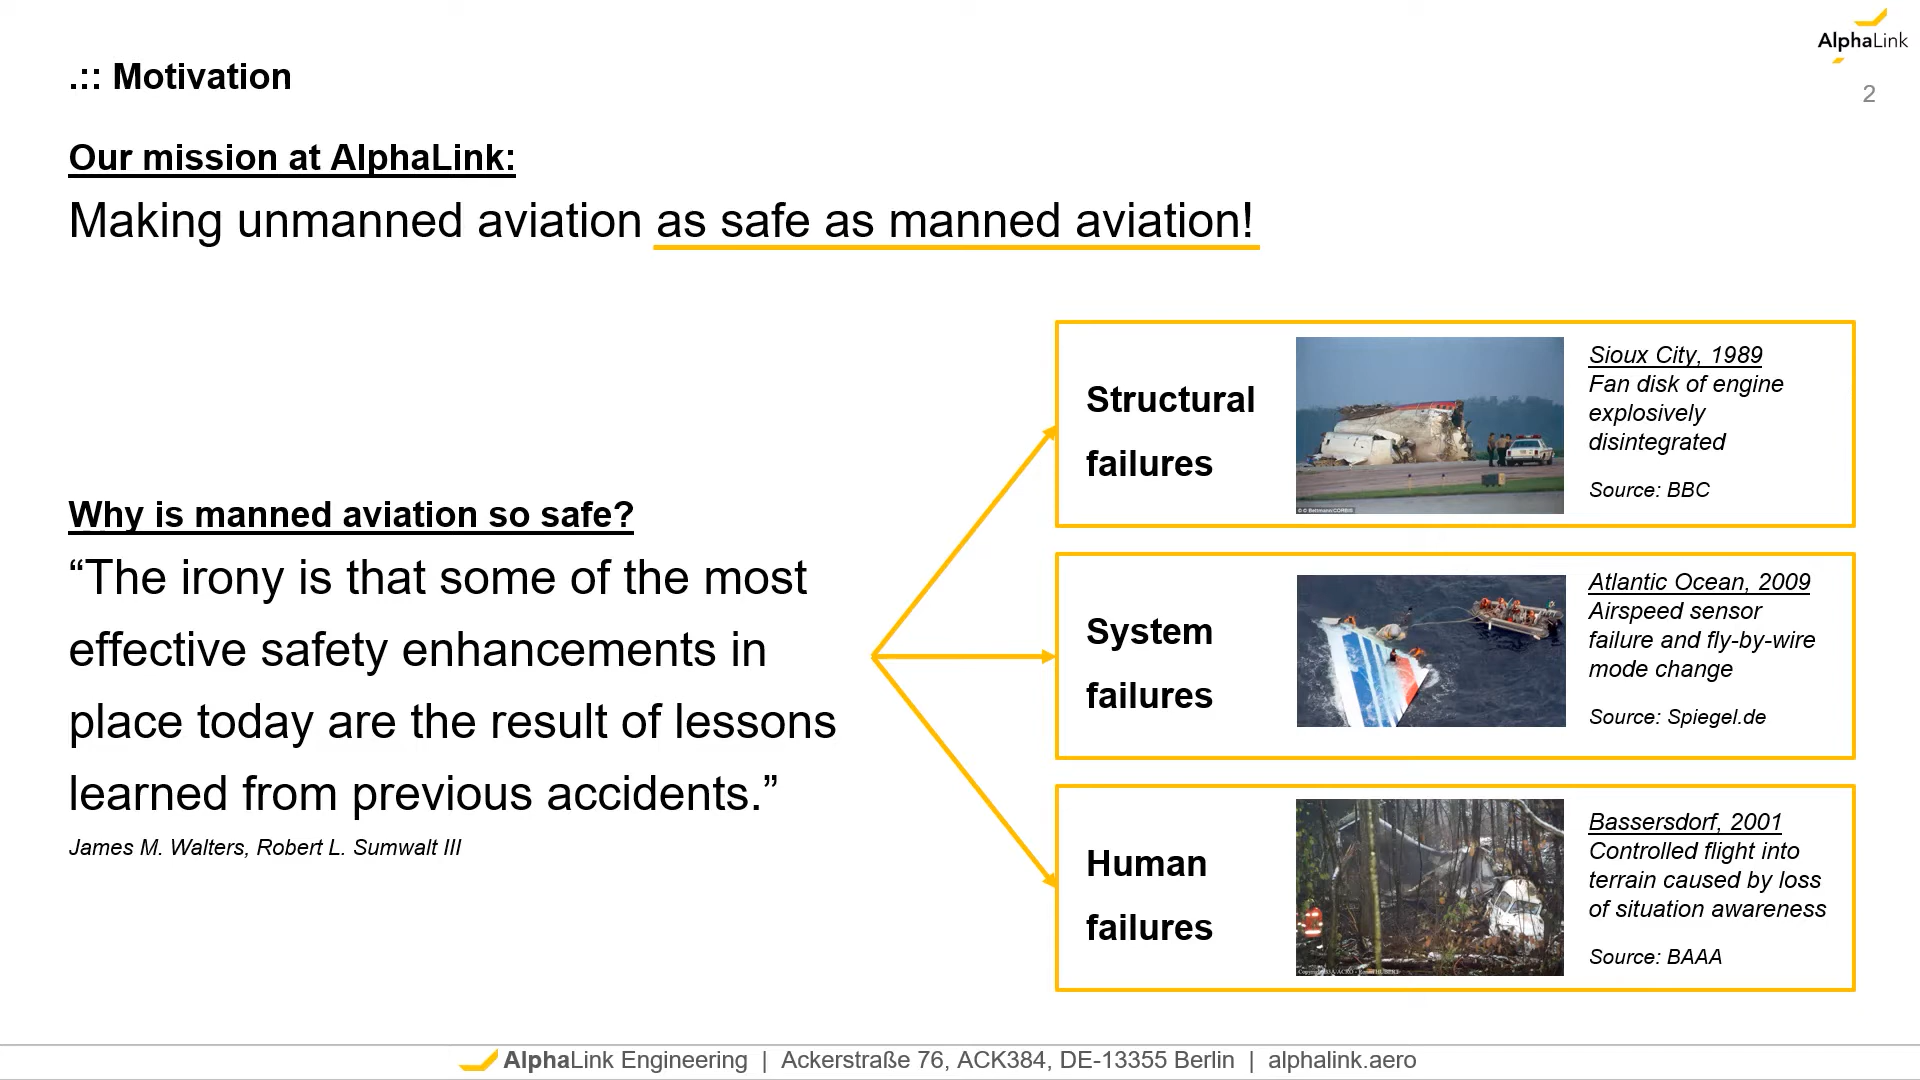 AlphaLink
.:: Motivation
2
Our mission at AlphaLink:
Making unmanned aviation as safe as manned aviation!
Why is manned aviation so safe?
“The irony is that some of the most
effective safety enhancements in
place today are the result of lessons
learned from previous accidents.”
James M. Walters, Robert L. Sumwalt III
Structural
failures
Sioux City, 1989
Fan disk of engine
explosively
disintegrated
Source: BBC
System
failures
Atlantic Ocean, 2009
Airspeed sensor
failure and fly-by-wire
mode change
Source: Spiegel.de
Human
failures
Bassersdorf, 2001
Controlled flight into
terrain caused by loss
of situation awareness
Source: BAAA
AlphaLink Engineering | Ackerstraße 76, ACK384, DE-13355 Berlin | alphalink.aero